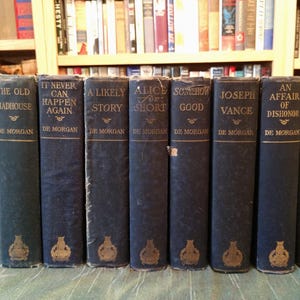 THE OLD
MADHOUSE
DE MORGAN
IT NEVER
CAN
HAPPEN
AGAIN
DE MORGAN
A LIKELY
STORY
DE MORGAN
ALICE
FOR
SHORT
DE MORGAN
SOMEHOW
GOOD
DE MORGAN
JOSEPH
VANCE
DE MORGAN
AN
AFFAIR
OF
DISHONOR
DE MORGAN